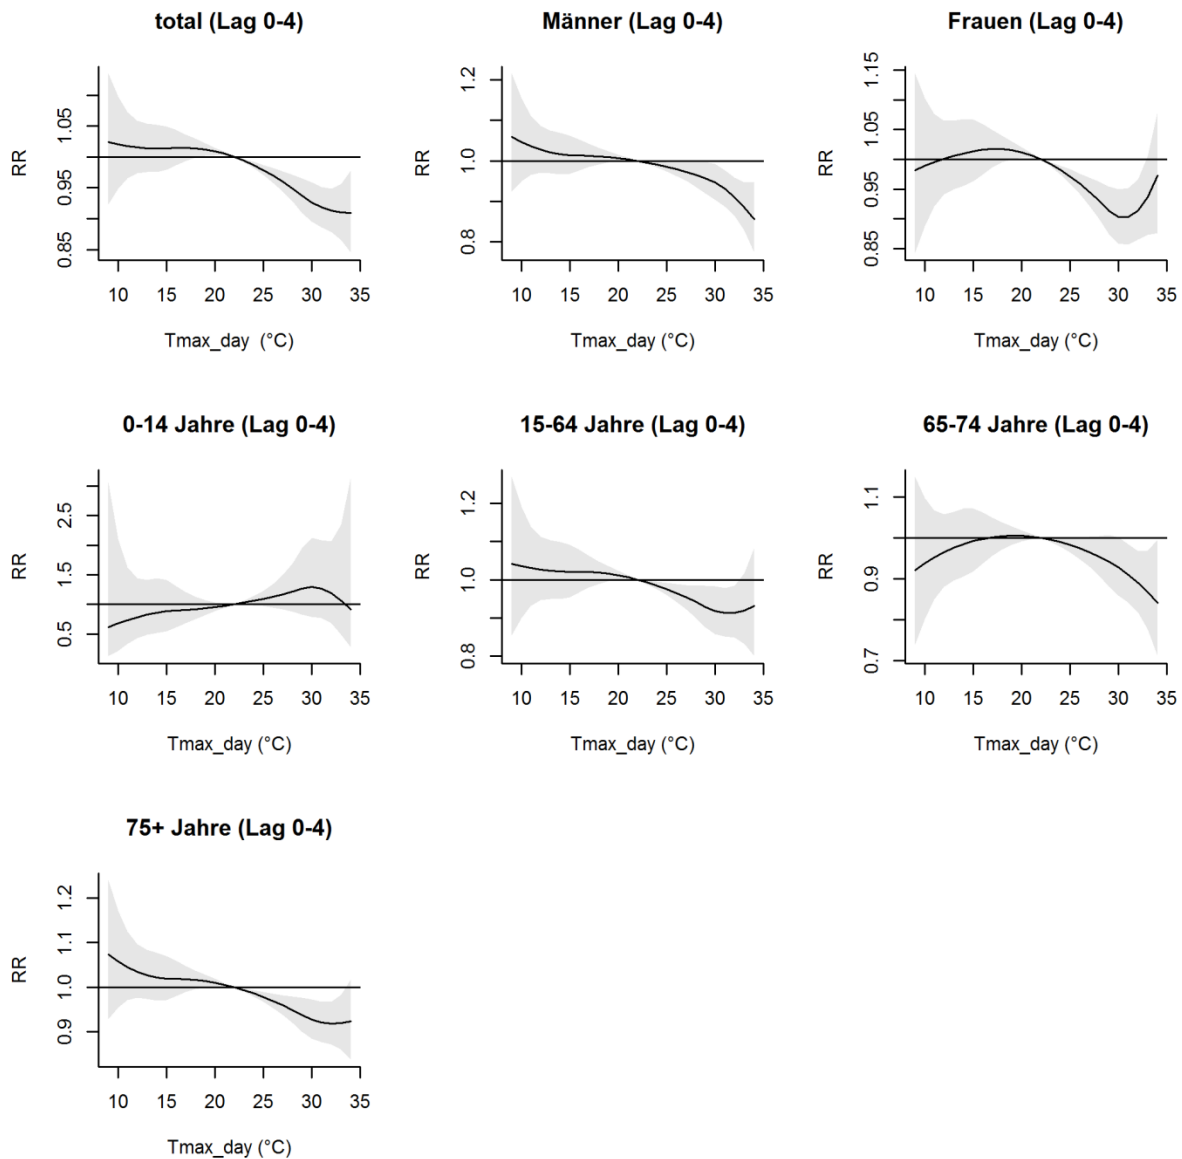 total (Lag 0-4)
RR
0.85
0.95
1.05
10 15 20 25 30 35
Tmax_day (°C)
Männer (Lag 0-4)
RR
0.8
1.0
1.2
10 15 20 25 30 35
Tmax_day (°C)
Frauen (Lag 0-4)
RR
0.85
0.95
1.05
1.15
10 15 20 25 30 35
Tmax_day (°C)
0-14 Jahre (Lag 0-4)
RR
0.5
1.5
2.5
10 15 20 25 30 35
Tmax_day (°C)
15-64 Jahre (Lag 0-4)
RR
0.8
1.0
1.2
10 15 20 25 30 35
Tmax_day (°C)
65-74 Jahre (Lag 0-4)
RR
0.7
0.9
1.1
10 15 20 25 30 35
Tmax_day (°C)
75+ Jahre (Lag 0-4)
RR
0.9
1.0
1.1
1.2
10 15 20 25 30 35
Tmax_day (°C)